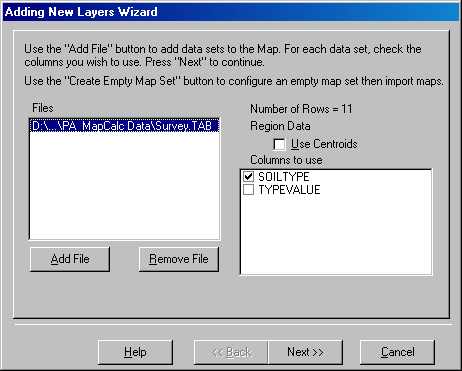 Adding New Layers Wizard
Use the "Add File" button to add data sets to the Map. For each data set, check the
columns you wish to use. Press "Next" to continue.
Use the "Create Empty Map Set" button to configure an empty map set then import maps.
Files
D:\...\PA_MapCalc Data\Survey.TAB
Add File
Remove File
Number of Rows = 11
Region Data
Use Centroids
Columns to use
SOILTYPE
TYPEVALUE
Help
<< Back
Next >>
Cancel